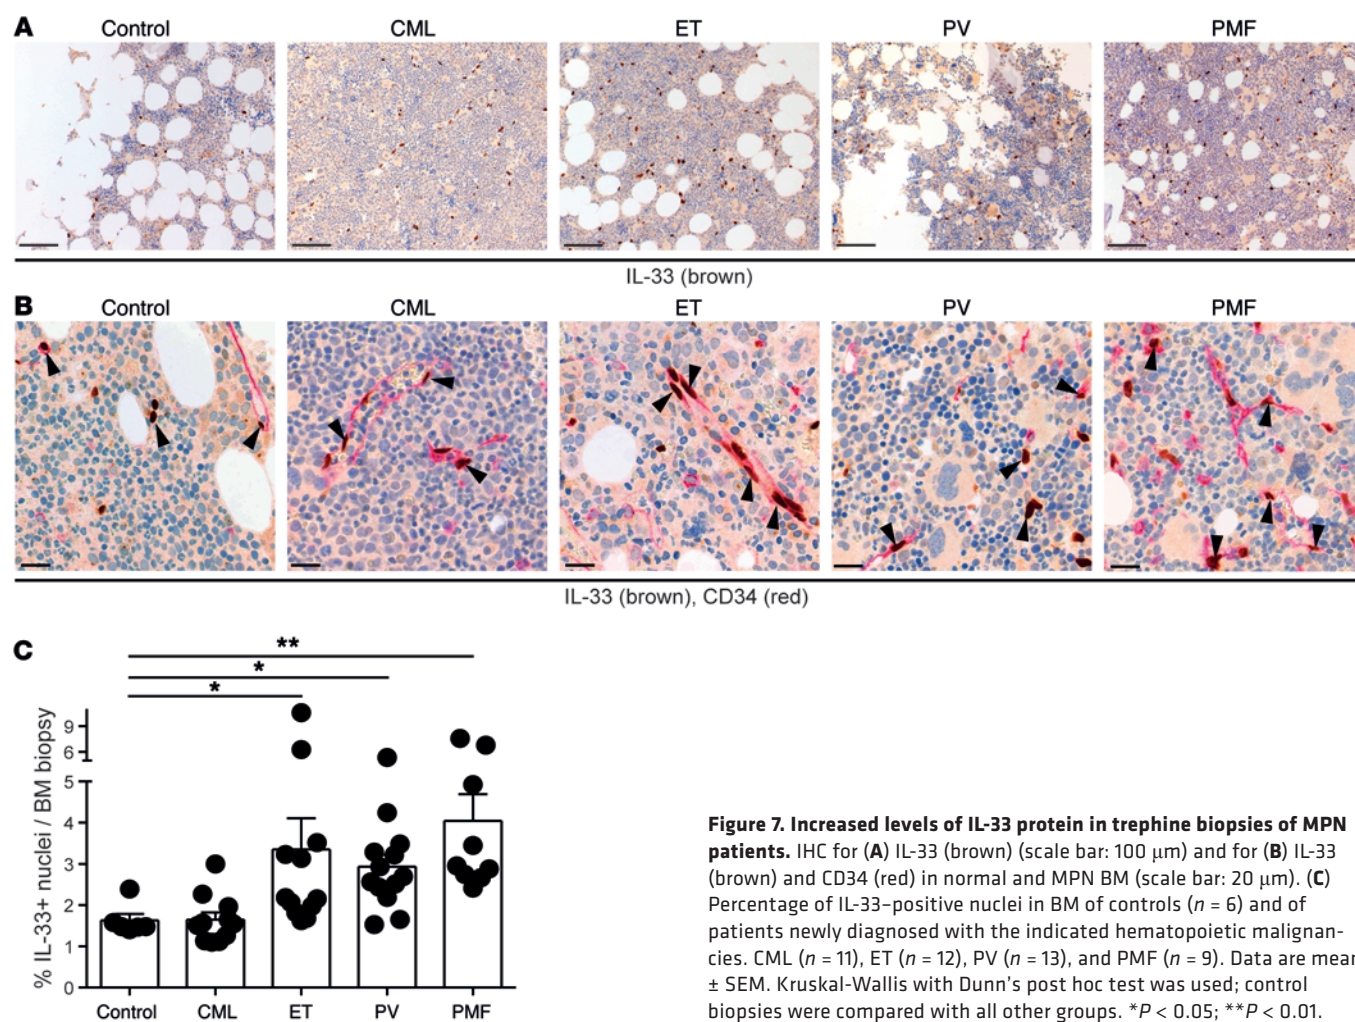 A
Control CML ET PV PMF
IL-33 (brown)
B
Control CML ET PV PMF
IL-33 (brown), CD34 (red)
C
** 
*
*
% IL-33+ nuclei / BM biopsy
9
6
5
4
3
2
1
0
Control CML ET PV PMF
Figure 7. Increased levels of IL-33 protein in trephine biopsies of MPN
patients. IHC for (A) IL-33 (brown) (scale bar: 100 μm) and for (B) IL-33
(brown) and CD34 (red) in normal and MPN BM (scale bar: 20 μm). (C)
Percentage of IL-33–positive nuclei in BM of controls (n = 6) and of
patients newly diagnosed with the indicated hematopoietic malignan-
cies. CML (n = 11), ET (n = 12), PV (n = 13), and PMF (n = 9). Data are mean
± SEM. Kruskal-Wallis with Dunn's post hoc test was used; control
biopsies were compared with all other groups. *P < 0.05; **P < 0.01.